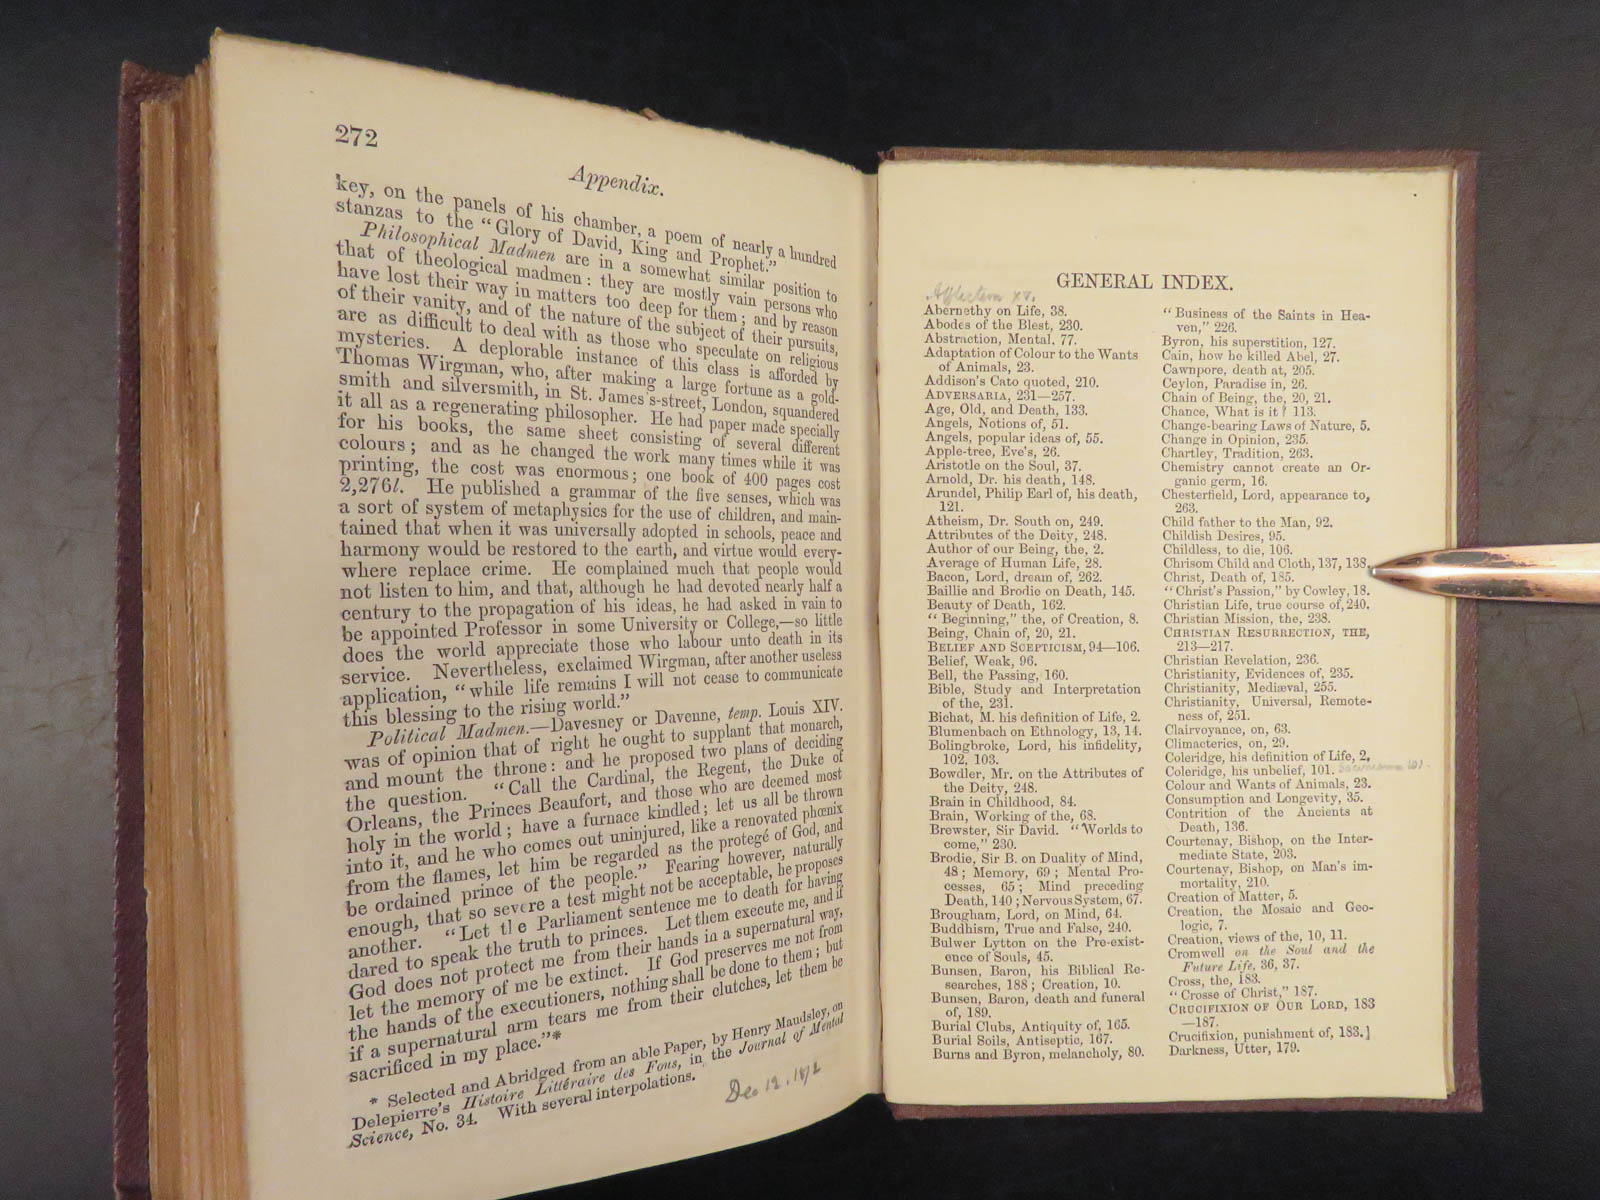 272
Appendix.
key, on the panels of his chamber, a poem of nearly a hundred
stanzas to the “Glory of David, King and Prophet.”
Philosophical Madmen are in a somewhat similar position to
that of theological madmen: they are mostly vain persons who
have lost their way in matters too deep for them; and by reason
of their vanity, and of the nature of the subject of their pursuits,
are as difficult to deal with as those who speculate on religious
mysteries. A deplorable instance of this class is afforded by
Thomas Wirgman, who, after making a large fortune as a gold-
smith and silversmith, in St. James's-street, London, squandered
it all as a regenerating philosopher. He had paper made specially
for his books, the same sheet consisting of several different
colours; and as he changed the work many times while it was
printing, the cost was enormous; one book of 400 pages cost
2,276l. He published a grammar of the five senses, which was
a sort of system of metaphysics for the use of children, and main-
tained that when it was universally adopted in schools, peace and
harmony would be restored to the earth, and virtue would every-
where replace crime. He complained much that people would
not listen to him, and that, although he had devoted nearly half a
century to the propagation of his ideas, he had asked in vain to
be appointed Professor in some University or College,—so little
does the world appreciate those who labour unto death in its
service. Nevertheless, exclaimed Wirgman, after another useless
application, “while life remains I will not cease to communicate
this blessing to the rising world.”
Political Madmen.—Davesney or Davenne, temp. Louis XIV.
was of opinion that of right he ought to supplant that monarch,
and mount the throne: and he proposed two plans of deciding
the question. “Call the Cardinal, the Regent, the Duke of
Orleans, the Princes Beaufort, and those who are deemed most
holy in the world; have a furnace kindled; let us all be thrown
into it, and he who comes out uninjured, like a renovated phœnix
from the flames, let him be regarded as the protegé of God, and
be ordained prince of the people.” Fearing however, naturally
enough, that so severe a test might not be acceptable, he proposes
another. “Let the Parliament sentence me to death for having
dared to speak the truth to princes. Let them execute me, and if
God does not protect me from their hands in a supernatural way,
let the memory of me be extinct. If God preserves me not from
the hands of the executioners, nothing shall be done to them; but
if a supernatural arm tears me from their clutches, let them be
sacrificed in my place.”*
* Selected and Abridged from an able Paper, by Henry Maudsley, on
Delepierre's Histoire Littéraire des Fous, in the Journal of Mental
Science, No. 34. With several interpolations.
Dec 12. 1872
GENERAL INDEX.
Affection xv.
Abernethy on Life, 38.
Abodes of the Blest, 230.
Abstraction, Mental. 77.
Adaptation of Colour to the Wants
of Animals, 23.
Addison's Cato quoted, 210.
ADVERSARIA, 231—257.
Age, Old, and Death, 133.
Angels, Notions of, 51.
Angels, popular ideas of, 55.
Apple-tree, Eve's, 26.
Aristotle on the Soul, 37.
Arnold, Dr. his death, 148.
Arundel, Philip Earl of, his death,
121.
Atheism, Dr. South on, 249.
Attributes of the Deity, 248.
Author of our Being, the, 2.
Average of Human Life, 28.
Bacon, Lord, dream of, 262.
Baillie and Brodie on Death, 145.
Beauty of Death, 162.
“Beginning,” the, of Creation, 8.
Being, Chain of, 20, 21.
BELIEF AND SCEPTICISM, 94—106.
Belief, Weak, 96.
Bell, the Passing, 160.
Bible, Study and Interpretation
of the, 231.
Bichat, M. his definition of Life, 2.
Blumenbach on Ethnology, 13, 14.
Bolingbroke, Lord, his infidelity,
102, 103.
Bowdler, Mr. on the Attributes of
the Deity, 248.
Brain in Childhood, 84.
Brain, Working of the, 68.
Brewster, Sir David. “Worlds to
come,” 230.
Brodie, Sir B. on Duality of Mind,
48; Memory, 69; Mental Pro-
cesses, 65; Mind preceding
Death, 140; Nervous System, 67.
Brougham, Lord, on Mind, 64.
Buddhism, True and False, 240.
Bulwer Lytton on the Pre-exist-
ence of Souls, 45.
Bunsen, Baron, his Biblical Re-
searches, 188; Creation, 10.
Bunsen, Baron, death and funeral
of, 189.
Burial Clubs, Antiquity of, 165.
Burial Soils, Antiseptic, 167.
Burns and Byron, melancholy, 80.
“Business of the Saints in Hea-
ven,” 226.
Byron, his superstition, 127.
Cain, how he killed Abel, 27.
Cawnpore, death at, 205.
Ceylon, Paradise in, 26.
Chain of Being, the, 20, 21.
Chance, What is it? 113.
Change-bearing Laws of Nature, 5.
Change in Opinion, 235.
Chartley, Tradition, 263.
Chemistry cannot create an Or-
ganic germ, 16.
Chesterfield, Lord, appearance to,
263.
Child father to the Man, 92.
Childish Desires, 95.
Childless, to die, 106.
Chrisom Child and Cloth, 137, 138.
Christ, Death of, 185.
“Christ's Passion,” by Cowley, 18.
Christian Life, true course of, 240.
Christian Mission, the, 238.
CHRISTIAN RESURRECTION, THE,
213—217.
Christian Revelation, 236.
Christianity, Evidences of, 235.
Christianity, Mediæval, 255.
Christianity, Universal, Remote-
ness of, 251.
Clairvoyance, on, 63.
Climacterics, on, 29.
Coleridge, his definition of Life, 2.
Coleridge, his unbelief, 101.
Colour and Wants of Animals, 23.
Consumption and Longevity, 35.
Contrition of the Ancients at
Death, 136.
Courtenay, Bishop, on the Inter-
mediate State, 203.
Courtenay, Bishop, on Man's im-
mortality, 210.
Creation of Matter, 5.
Creation, the Mosaic and Geo-
logic, 7.
Creation, views of the, 10, 11.
Cromwell on the Soul and the
Future Life, 36, 37.
Cross, the, 183.
“Crosse of Christ,” 187.
CRUCIFIXION OF OUR LORD, 183
—187.
Crucifixion, punishment of, 183.]
Darkness, Utter, 179.